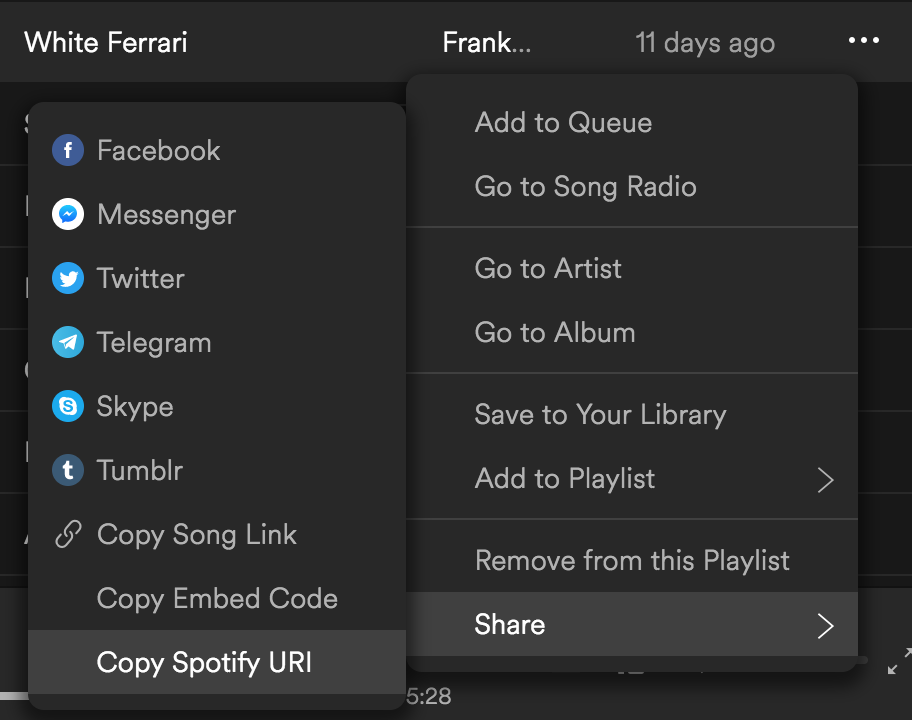 White Ferrari Frank... 11 days ago
Facebook
Messenger
Twitter
Telegram
Skype
Tumblr
Copy Song Link
Copy Embed Code
Copy Spotify URI
Add to Queue
Go to Song Radio
Go to Artist
Go to Album
Save to Your Library
Add to Playlist
Remove from this Playlist
Share
5:28